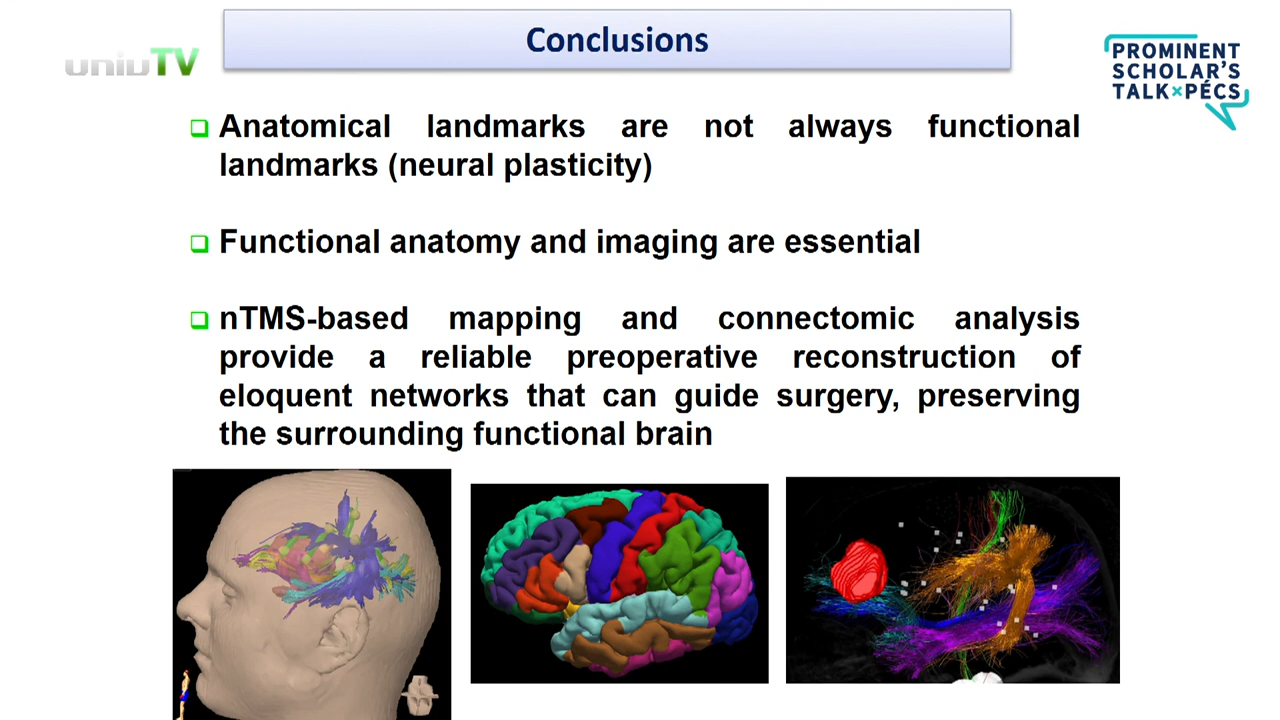 Conclusions
uniuTV
PROMINENT
SCHOLAR'S
TALK×PÉCS
Anatomical landmarks are not always functional
landmarks (neural plasticity)
Functional anatomy and imaging are essential
nTMS-based mapping and connectomic analysis
provide a reliable preoperative reconstruction of
eloquent networks that can guide surgery, preserving
the surrounding functional brain